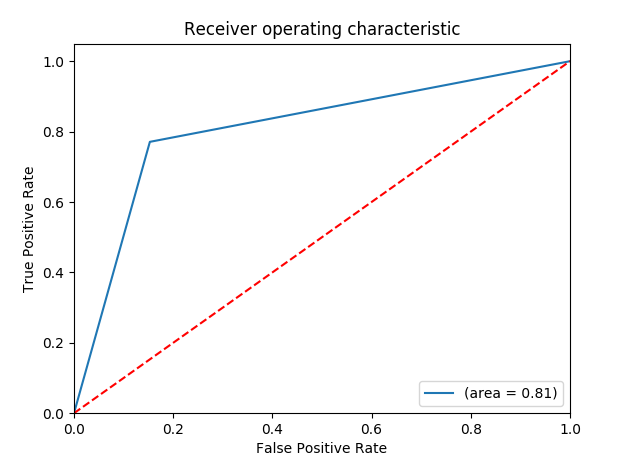 Receiver operating characteristic
1.0
0.8
0.6
0.4
0.2
0.0
True Positive Rate
(area = 0.81)
0.0 0.2 0.4 0.6 0.8 1.0
False Positive Rate